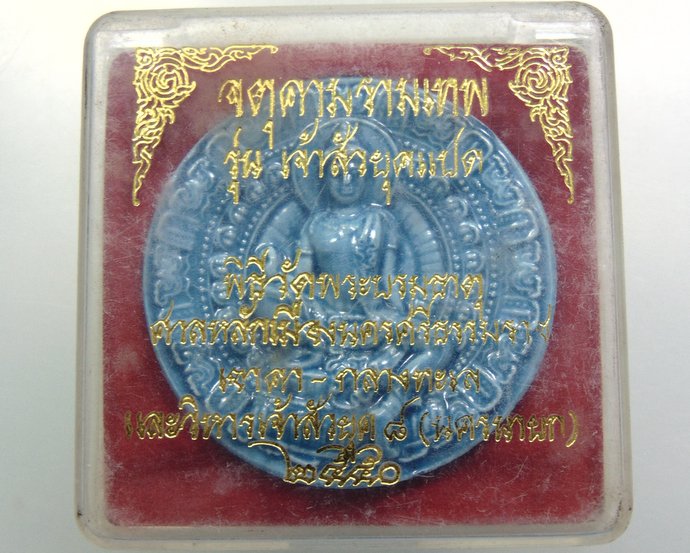 จตุคามรามเทพ
รุ่น เจ้าสัวยุคแปด
พิธีวัดพระบรมธาตุ
ศาลหลักเมืองนครศรีธรรมราช
เขาคา - กลางทะเล
และวิหารเจ้าสัวยุค ๘ (นครนายก)
๒๕๕๐